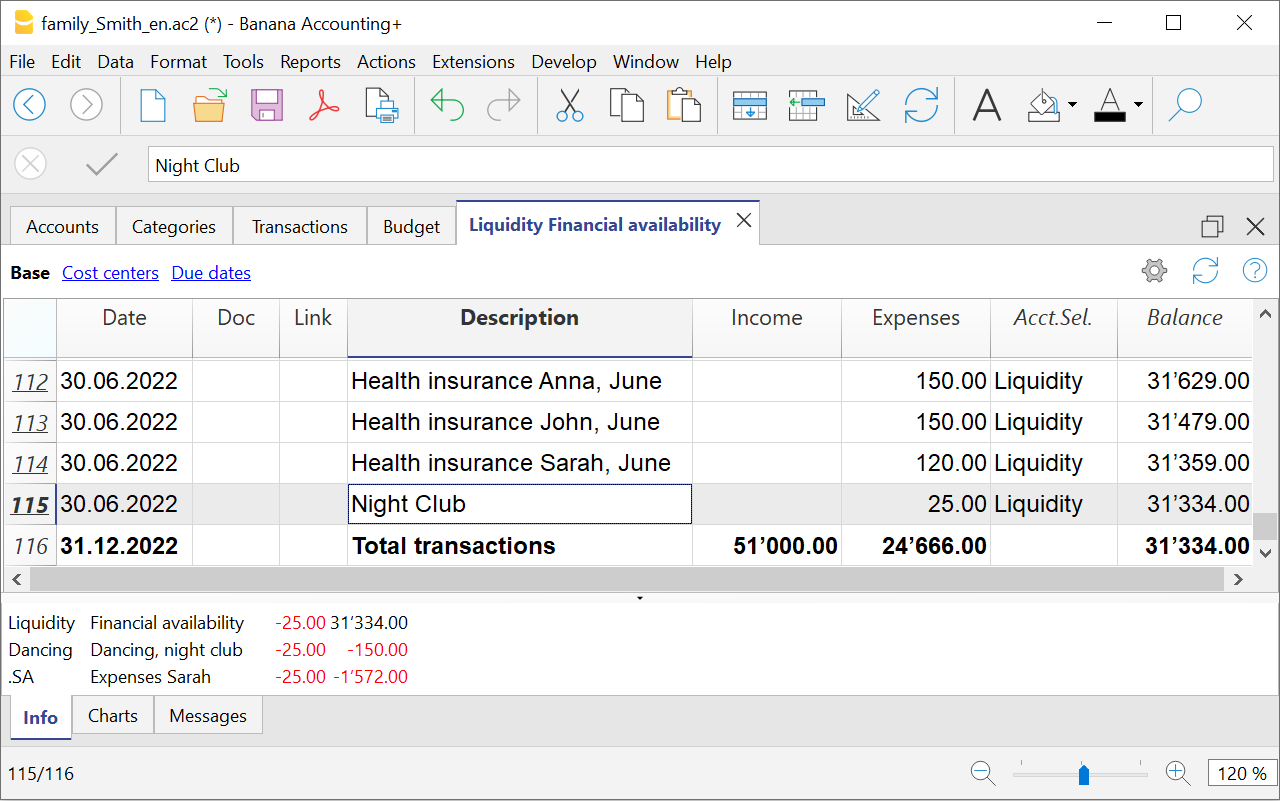 family_Smith_en.ac2 (*) - Banana Accounting+
File Edit Data Format Tools Reports Actions Extensions Develop Window Help
Night Club
Accounts Categories Transactions Budget Liquidity Financial availability
Base Cost centers Due dates
Date Doc Link Description Income Expenses Acct.Sel. Balance
112 30.06.2022 Health insurance Anna, June 150.00 Liquidity 31’629.00
113 30.06.2022 Health insurance John, June 150.00 Liquidity 31’479.00
114 30.06.2022 Health insurance Sarah, June 120.00 Liquidity 31’359.00
115 30.06.2022 Night Club 25.00 Liquidity 31’334.00
116 31.12.2022 Total transactions 51’000.00 24’666.00 31’334.00
Liquidity Financial availability -25.00 31’334.00
Dancing Dancing, night club -25.00 -150.00
.SA Expenses Sarah -25.00 -1’572.00
Info Charts Messages
115/116 120 %